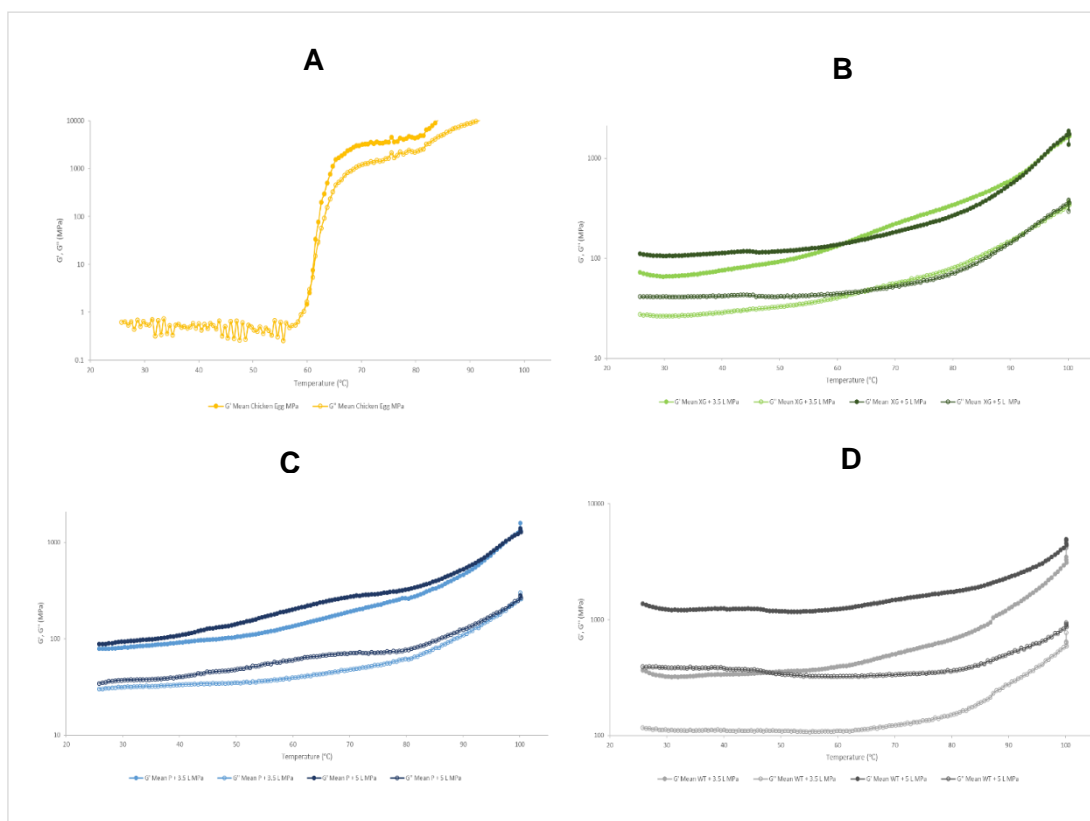 A
B
10000
1000
100
10
1
0.1
G', G'' (MPa)
20 30 40 50 60 70 80 90 100
Temperature (°C)
G' Mean Chicken Egg MPa G'' Mean Chicken Egg MPa
1000
100
10
G', G'' (MPa)
20 30 40 50 60 70 80 90 100
Temperature (°C)
G' Mean XG + 3.5 L MPa G'' Mean XG + 3.5 L MPa G' Mean XG + 5 L MPa G'' Mean XG + 5 L MPa
C
D
1000
100
10
G', G'' (MPa)
20 30 40 50 60 70 80 90 100
Temperature (°C)
G' Mean P + 3.5 L MPa G'' Mean P + 3.5 L MPa G' Mean P + 5 L MPa G'' Mean P + 5 L MPa
10000
1000
100
G', G'' (MPa)
20 30 40 50 60 70 80 90 100
Temperature (°C)
G' Mean WT + 3.5 L MPa G'' Mean WT + 3.5 L MPa G' Mean WT + 5 L MPa G'' Mean WT + 5 L MPa